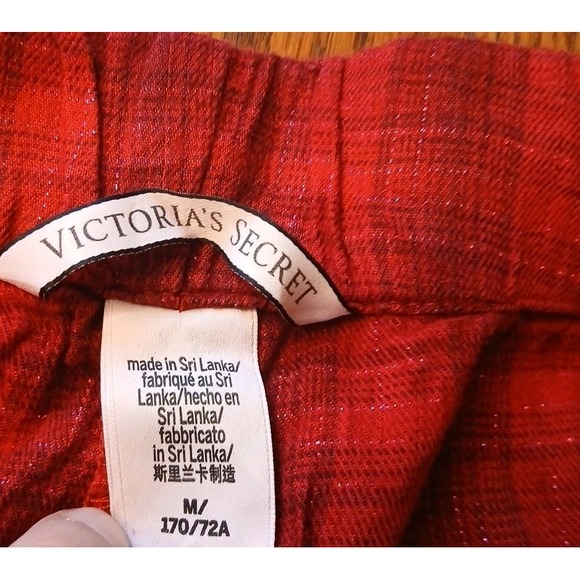 VICTORIA'S SECRET
made in Sri Lanka/
fabriqué au Sri
Lanka/hecho en
Sri Lanka/
fabbricato
in Sri Lanka/
斯里兰卡制造
M/
170/72A